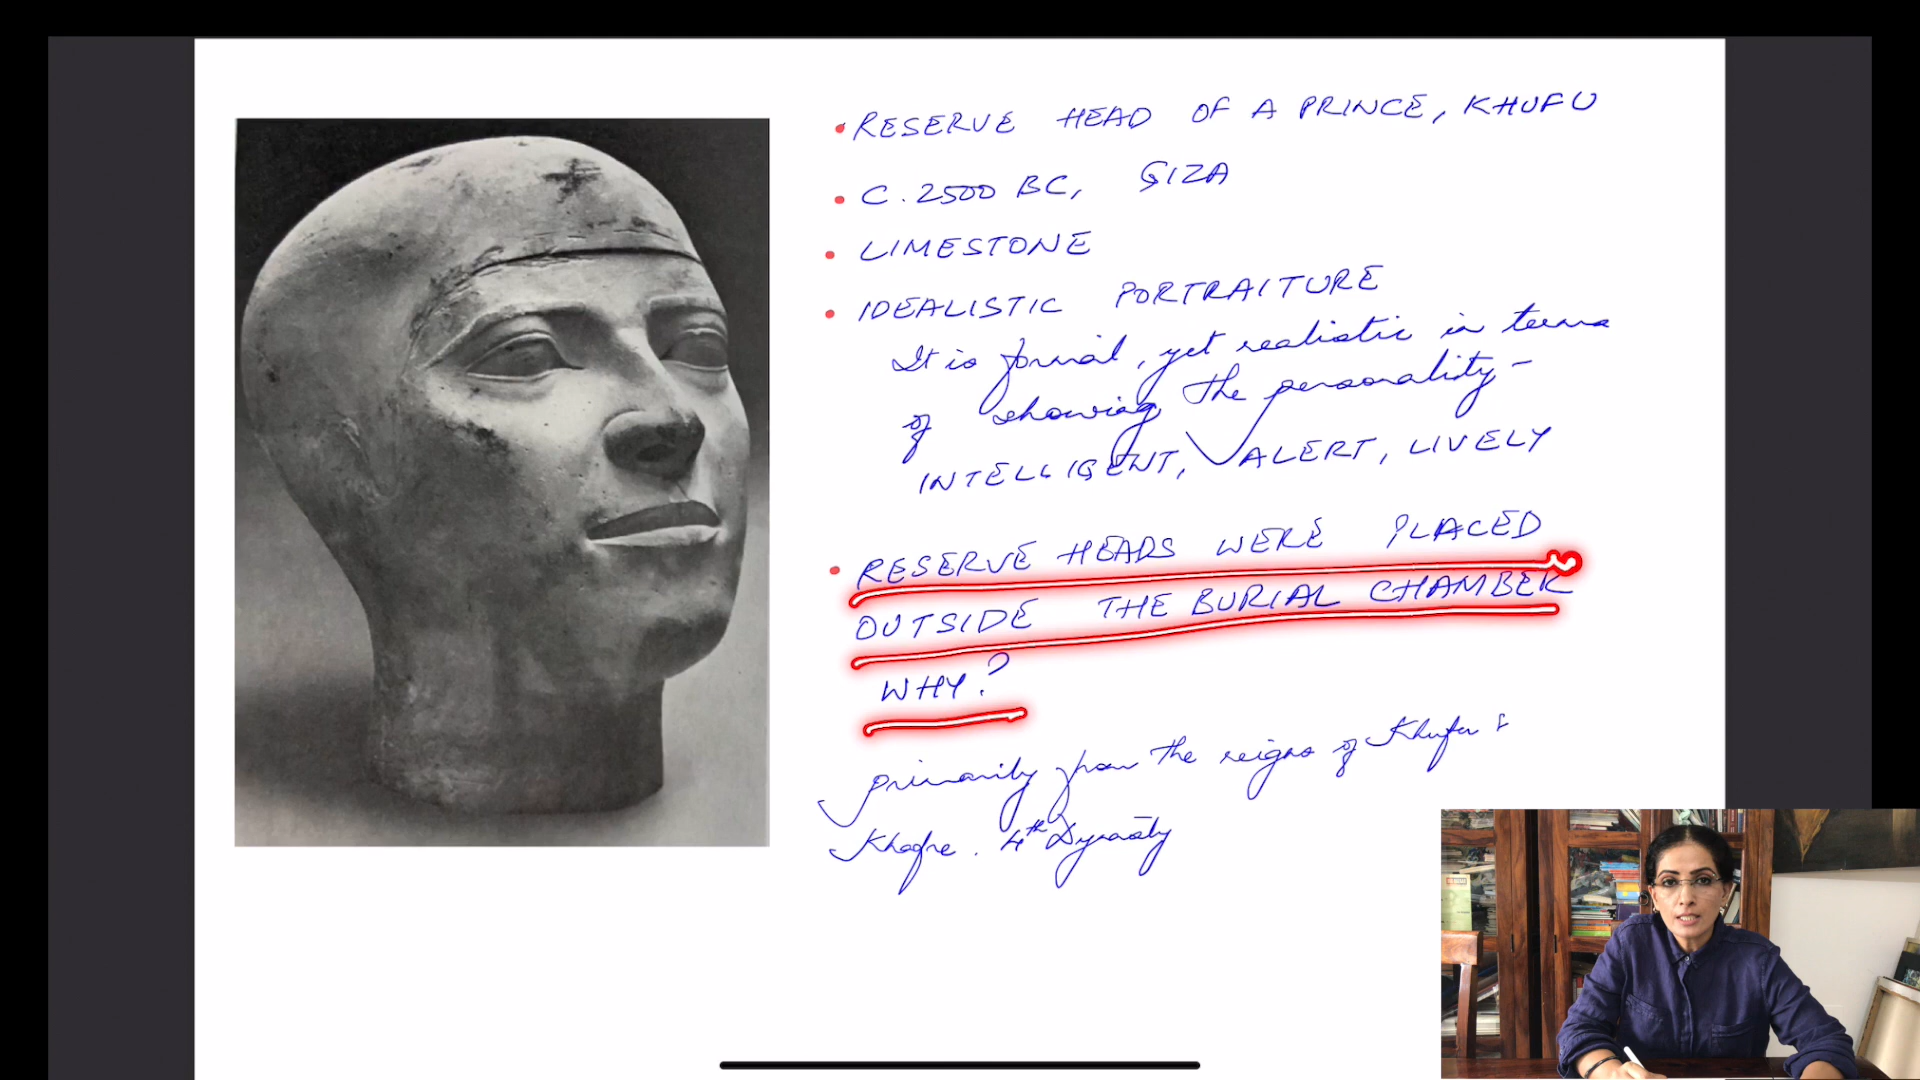 RESERVE HEAD OF A PRINCE, KHUFU
C. 2500 BC, GIZA
LIMESTONE
IDEALISTIC PORTRAITURE
It is formal, yet realistic in terms
of showing the personality –
INTELLIGENT, ALERT, LIVELY
RESERVE HEADS WERE PLACED
OUTSIDE THE BURIAL CHAMBER
WHY?
primarily from the reigns of Khufu &
Khafre. 4th Dynasty